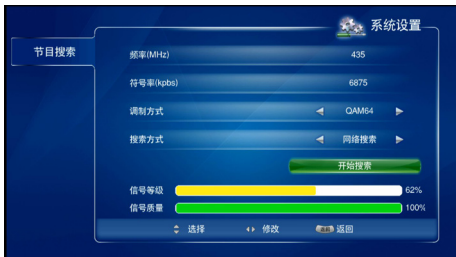 系统设置
节目搜索
频率(MHz) 435
符号率(kpbs) 6875
调制方式 QAM64
搜索方式 网络搜索
开始搜索
信号等级 62%
信号质量 100%
选择 修改 返回